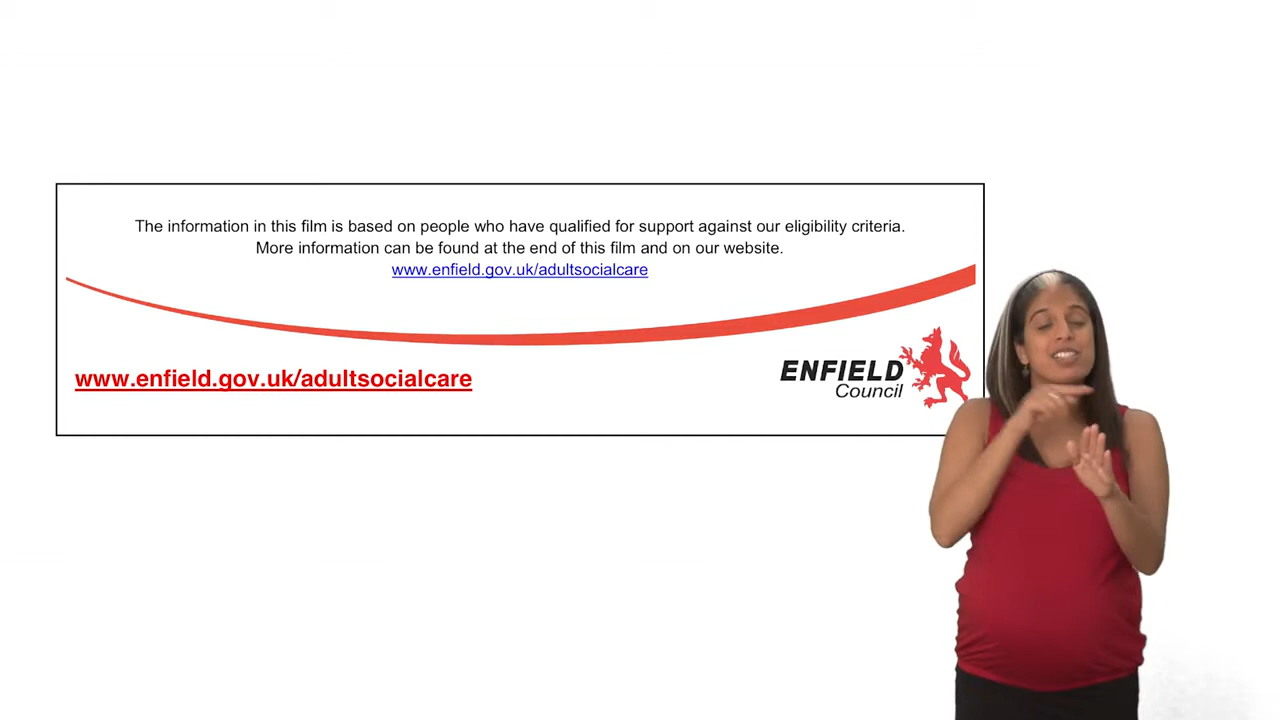 The information in this film is based on people who have qualified for support against our eligibility criteria.
More information can be found at the end of this film and on our website.
www.enfield.gov.uk/adultsocialcare
www.enfield.gov.uk/adultsocialcare
ENFIELD
Council